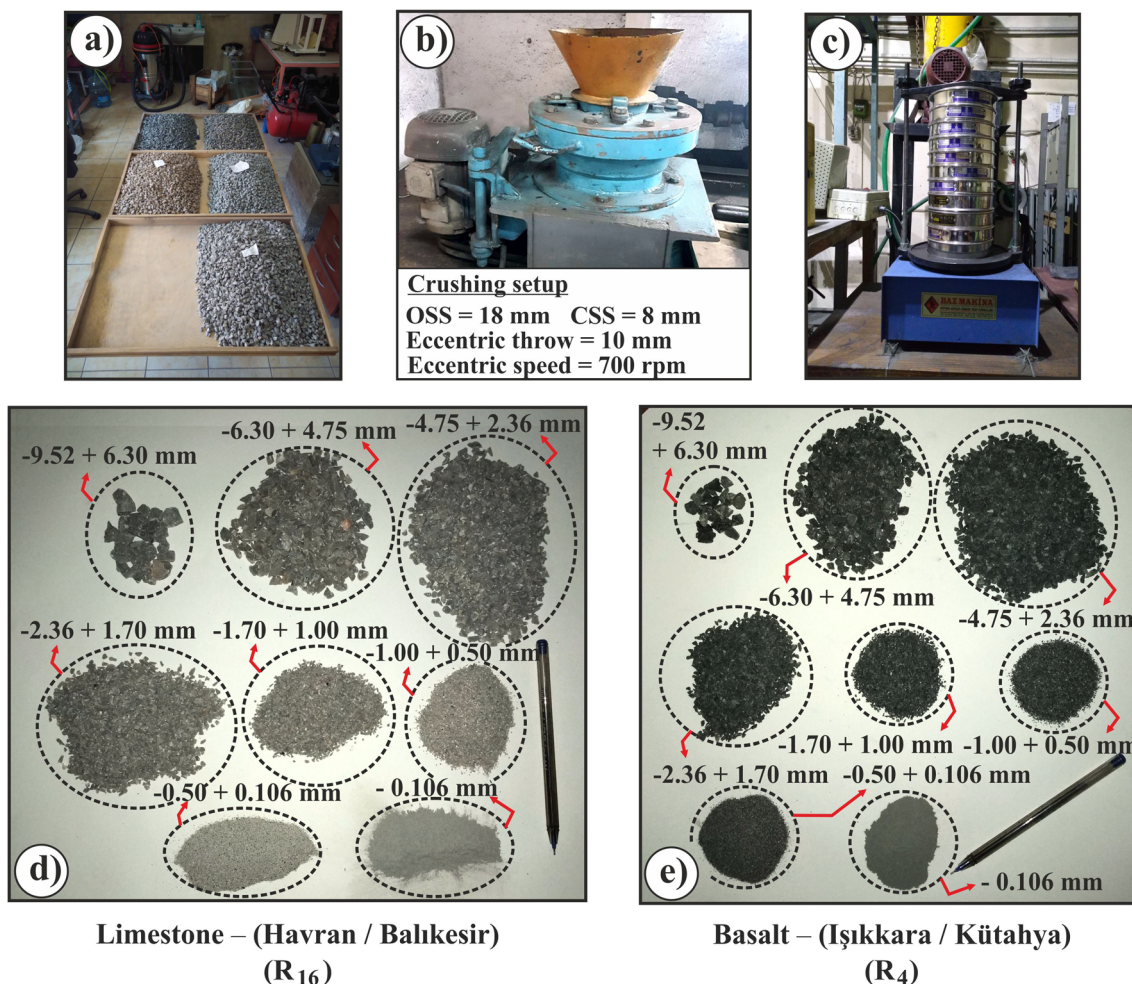 a)
b)
c)
Crushing setup
OSS = 18 mm CSS = 8 mm
Eccentric throw = 10 mm
Eccentric speed = 700 rpm
HAZ MAKİNA
-9.52 + 6.30 mm
-6.30 + 4.75 mm
-4.75 + 2.36 mm
-2.36 + 1.70 mm
-1.70 + 1.00 mm
-1.00 + 0.50 mm
-0.50 + 0.106 mm
- 0.106 mm
d)
-9.52
+ 6.30 mm
-6.30 + 4.75 mm
-4.75 + 2.36 mm
-1.70 + 1.00 mm
-1.00 + 0.50 mm
-2.36 + 1.70 mm
-0.50 + 0.106 mm
- 0.106 mm
e)
Limestone – (Havran / Balıkesir)
(R16)
Basalt – (Işıkkara / Kütahya)
(R4)